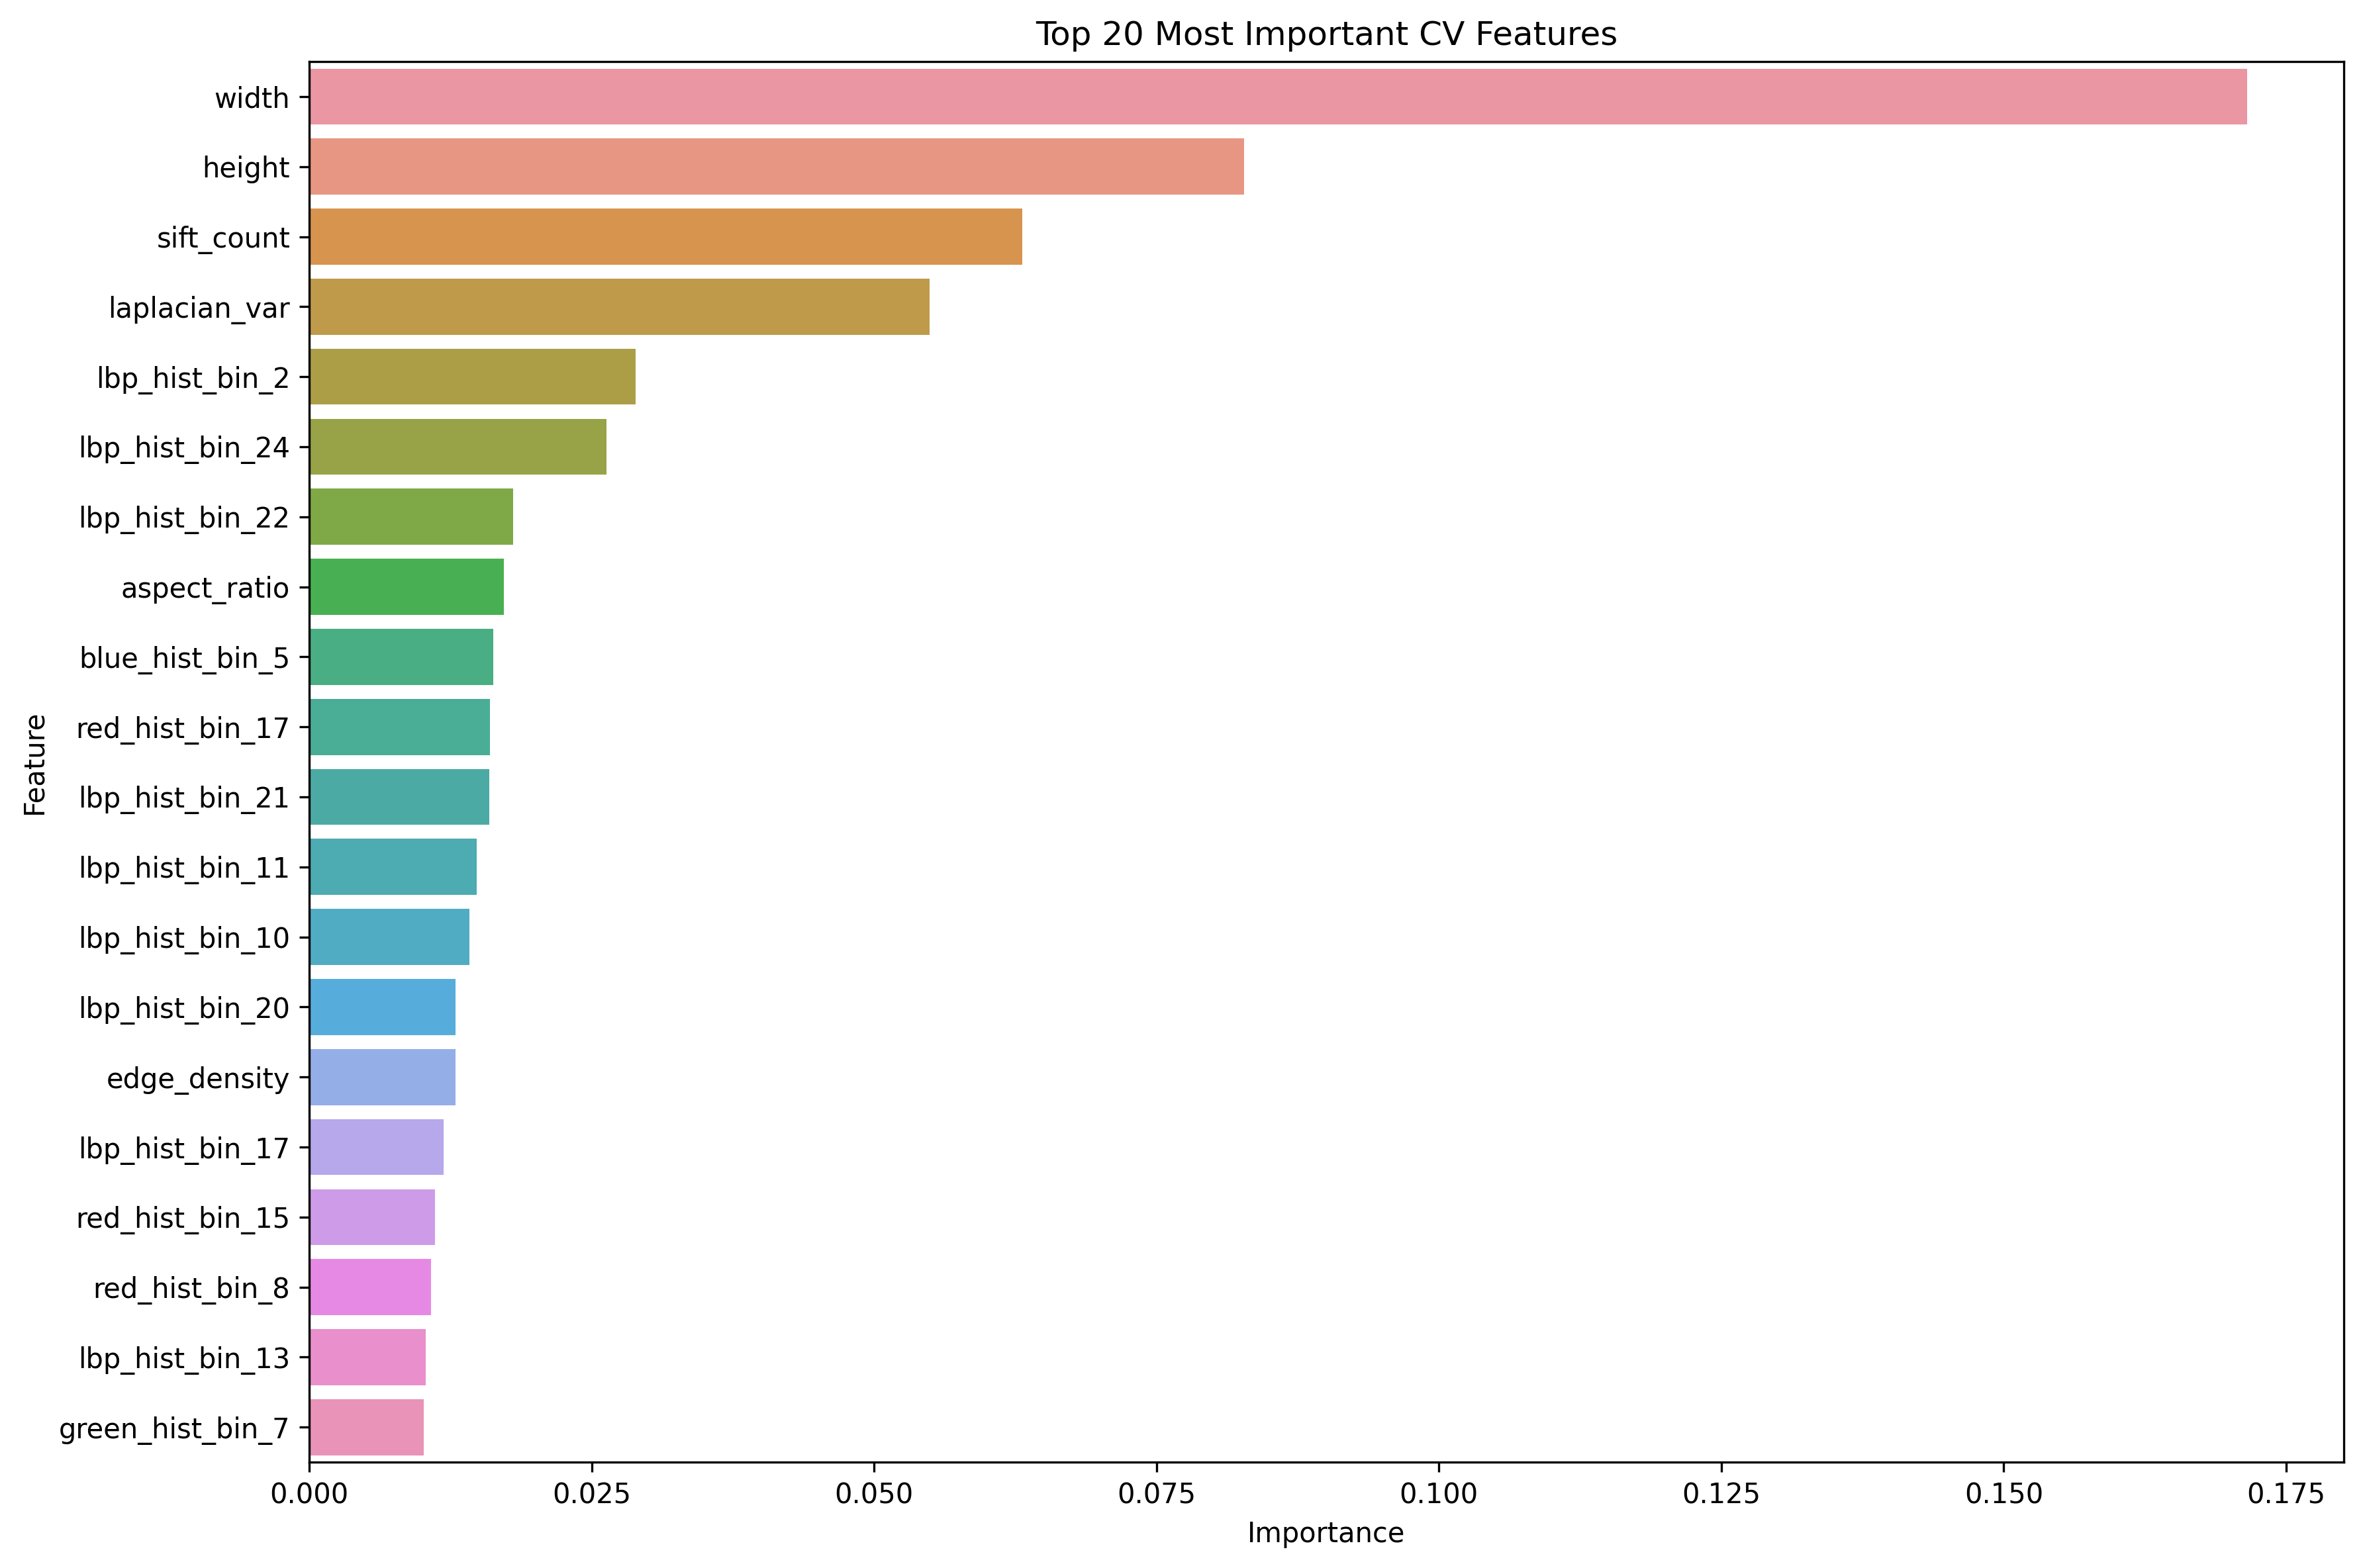 Top 20 Most Important CV Features
width
height
sift_count
laplacian_var
lbp_hist_bin_2
lbp_hist_bin_24
lbp_hist_bin_22
aspect_ratio
blue_hist_bin_5
red_hist_bin_17
lbp_hist_bin_21
lbp_hist_bin_11
lbp_hist_bin_10
lbp_hist_bin_20
edge_density
lbp_hist_bin_17
red_hist_bin_15
red_hist_bin_8
lbp_hist_bin_13
green_hist_bin_7
Feature
0.000 0.025 0.050 0.075 0.100 0.125 0.150 0.175
Importance